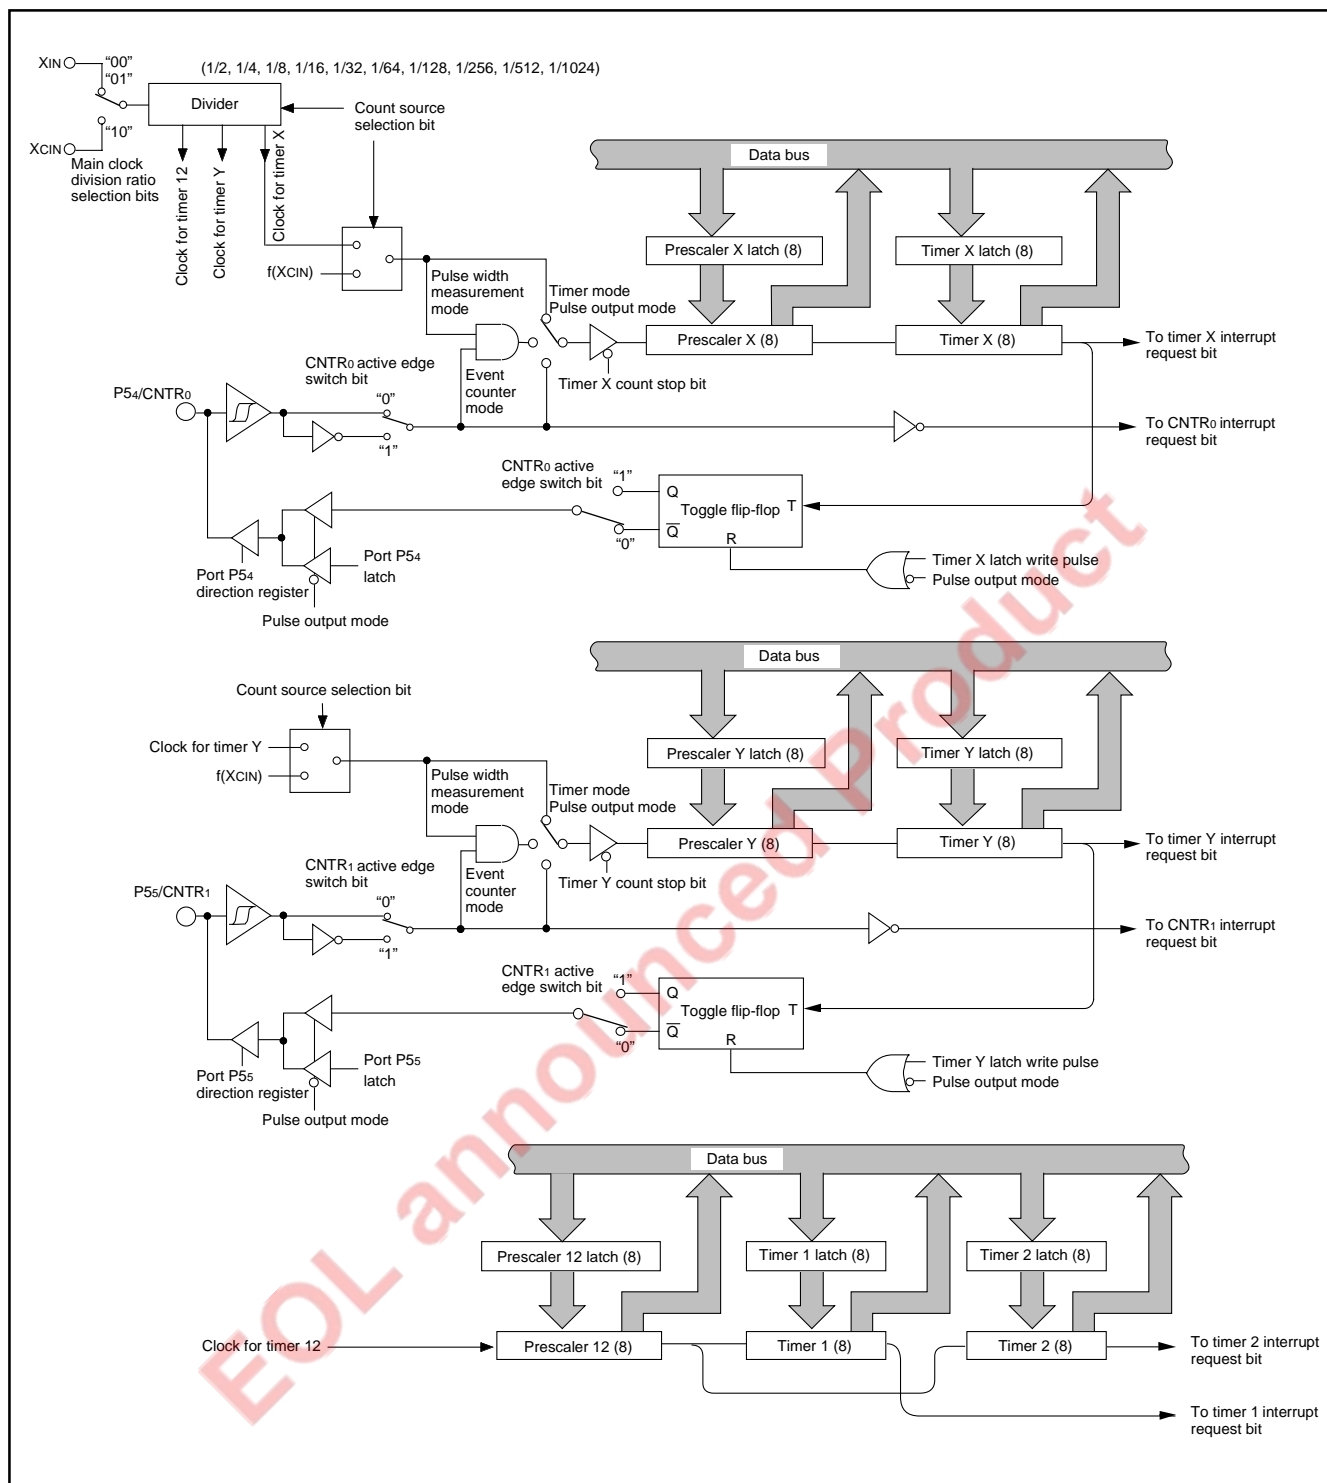 XIN
“00”
“01”
(1/2, 1/4, 1/8, 1/16, 1/32, 1/64, 1/128, 1/256, 1/512, 1/1024)
Divider
Count source
selection bit
“10”
XCIN
Main clock
division ratio
selection bits
Clock for timer 12
Clock for timer Y
Clock for timer X
f(XCIN)
Data bus
Prescaler X latch (8)
Timer X latch (8)
Pulse width
measurement
mode
Timer mode
Pulse output mode
Prescaler X (8)
Timer X (8)
To timer X interrupt
request bit
CNTR0 active edge
switch bit
Event
counter
mode
Timer X count stop bit
P54/CNTR0
“0”
“1”
To CNTR0 interrupt
request bit
CNTR0 active
edge switch bit
“1”
“0”
Q
Toggle flip-flop
T
Q
R
Port P54
latch
Port P54
direction register
Pulse output mode
Timer X latch write pulse
Pulse output mode
Data bus
Count source selection bit
Clock for timer Y
f(XCIN)
Prescaler Y latch (8)
Timer Y latch (8)
Pulse width
measurement
mode
Timer mode
Pulse output mode
Prescaler Y (8)
Timer Y (8)
To timer Y interrupt
request bit
CNTR1 active edge
switch bit
Event
counter
mode
Timer Y count stop bit
P55/CNTR1
“0”
“1”
To CNTR1 interrupt
request bit
CNTR1 active
edge switch bit
“1”
“0”
Q
Toggle flip-flop
T
Q
R
Port P55
latch
Port P55
direction register
Pulse output mode
Timer Y latch write pulse
Pulse output mode
Data bus
Prescaler 12 latch (8)
Timer 1 latch (8)
Timer 2 latch (8)
Clock for timer 12
Prescaler 12 (8)
Timer 1 (8)
Timer 2 (8)
To timer 2 interrupt
request bit
To timer 1 interrupt
request bit
EOL announced Product